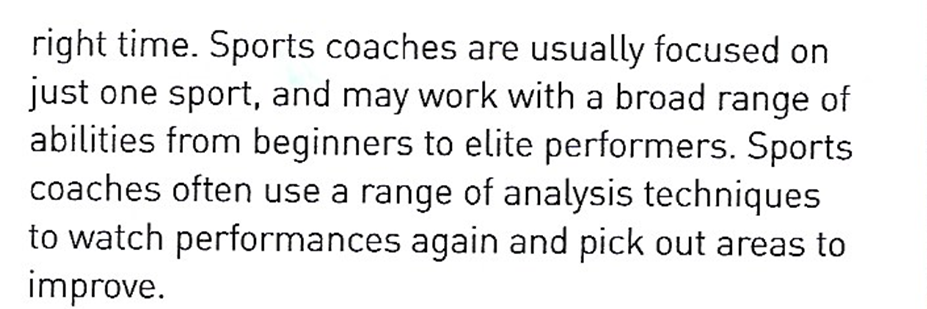 right time. Sports coaches are usually focused on
just one sport, and may work with a broad range of
abilities from beginners to elite performers. Sports
coaches often use a range of analysis techniques
to watch performances again and pick out areas to
improve.